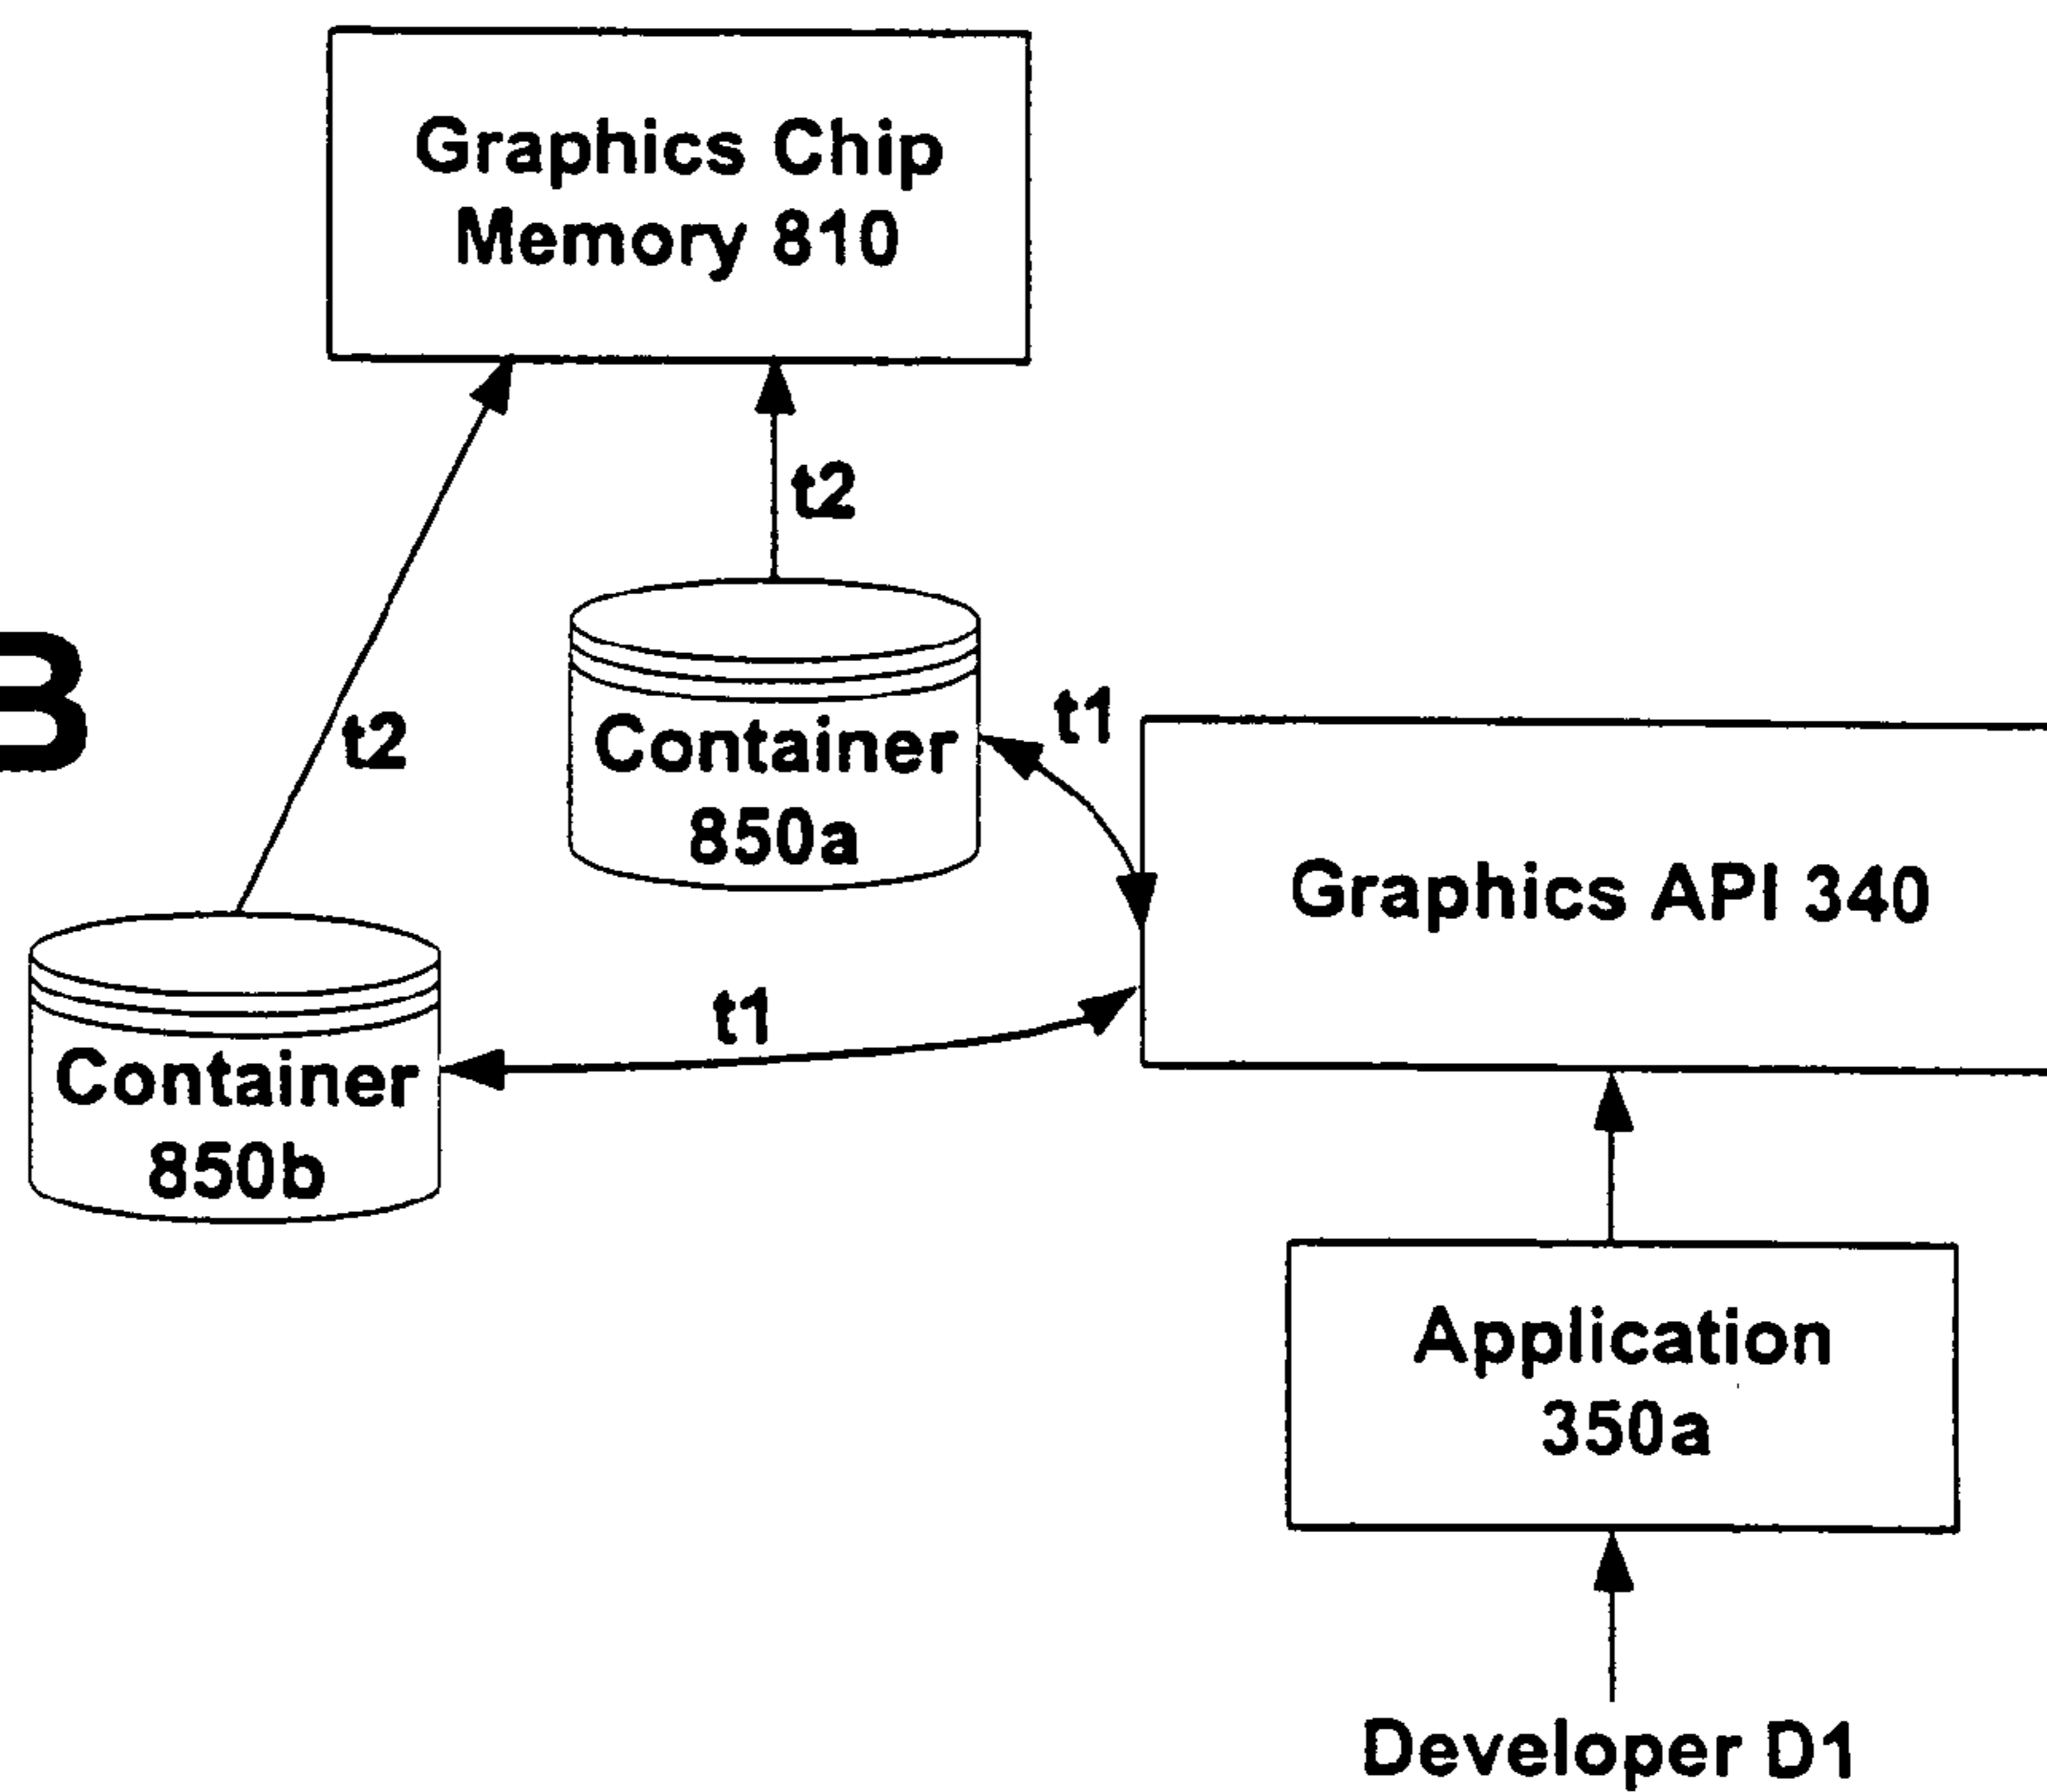 Graphics Chip
Memory 810
t2
t2
Container
850a
t1
B
Graphics API 340
t1
Container
850b
Application
350a
Developer D1